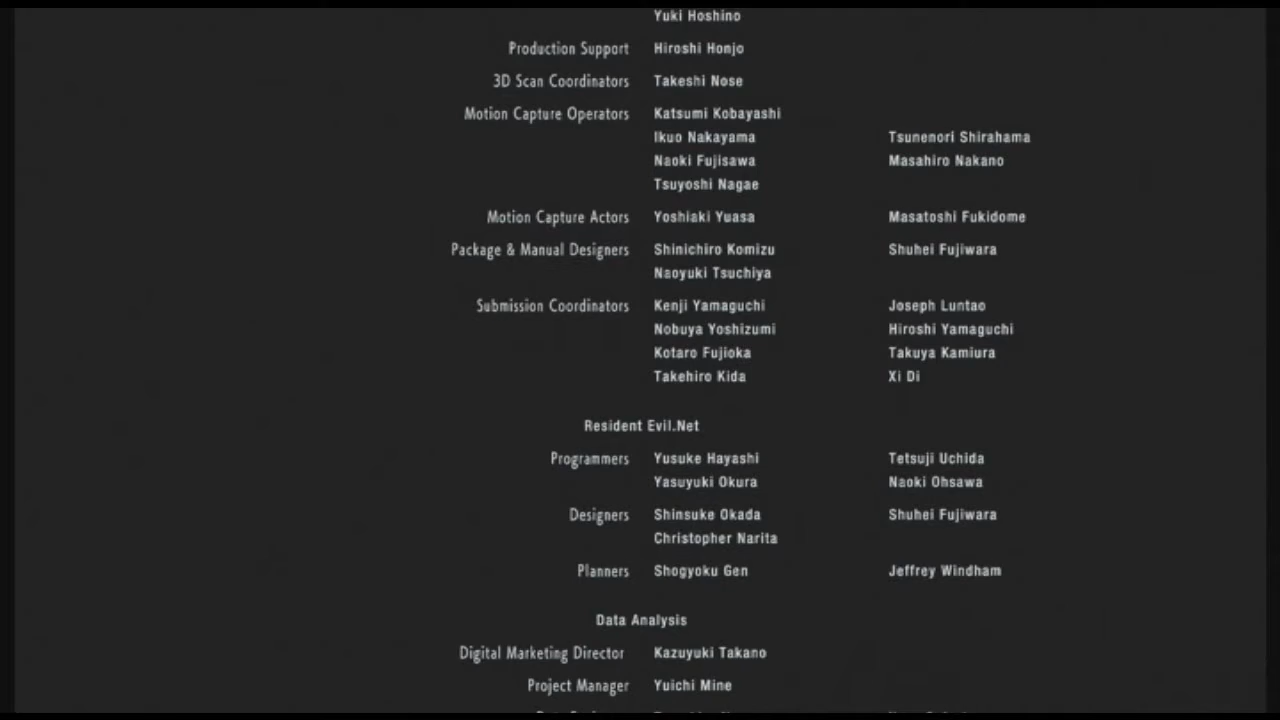 Yuki Hoshino
Production Support Hiroshi Honjo
3D Scan Coordinators Takeshi Nose
Motion Capture Operators Katsumi Kobayashi
Ikuo Nakayama Tsunenori Shirahama
Naoki Fujisawa Masahiro Nakano
Tsuyoshi Nagae
Motion Capture Actors Yoshiaki Yuasa Masatoshi Fukidome
Package & Manual Designers Shinichiro Komizu Shuhei Fujiwara
Naoyuki Tsuchiya
Submission Coordinators Kenji Yamaguchi Joseph Luntao
Nobuya Yoshizumi Hiroshi Yamaguchi
Kotaro Fujioka Takuya Kamiura
Takehiro Kida Xi Di
Resident Evil.Net
Programmers Yusuke Hayashi Tetsuji Uchida
Yasuyuki Okura Naoki Ohsawa
Designers Shinsuke Okada Shuhei Fujiwara
Christopher Narita
Planners Shogyoku Gen Jeffrey Windham
Data Analysis
Digital Marketing Director Kazuyuki Takano
Project Manager Yuichi Mine